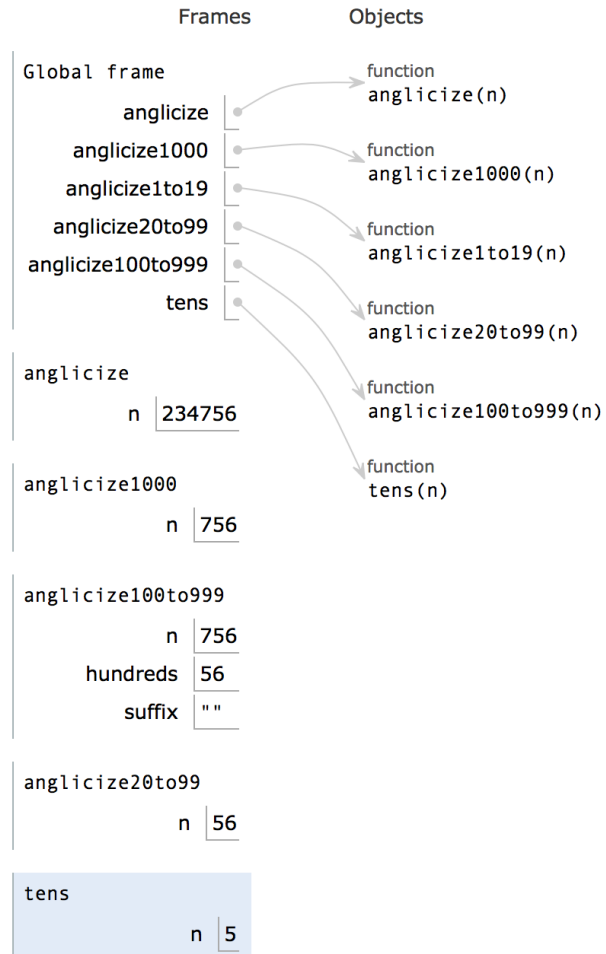 Frames Objects
Global frame
anglicize
anglicize1000
anglicize1to19
anglicize20to99
anglicize100to999
tens
function
anglicize(n)
function
anglicize1000(n)
function
anglicize1to19(n)
function
anglicize20to99(n)
function
anglicize100to999(n)
function
tens(n)
anglicize
n 234756
anglicize1000
n 756
anglicize100to999
n 756
hundreds 56
suffix ""
anglicize20to99
n 56
tens
n 5